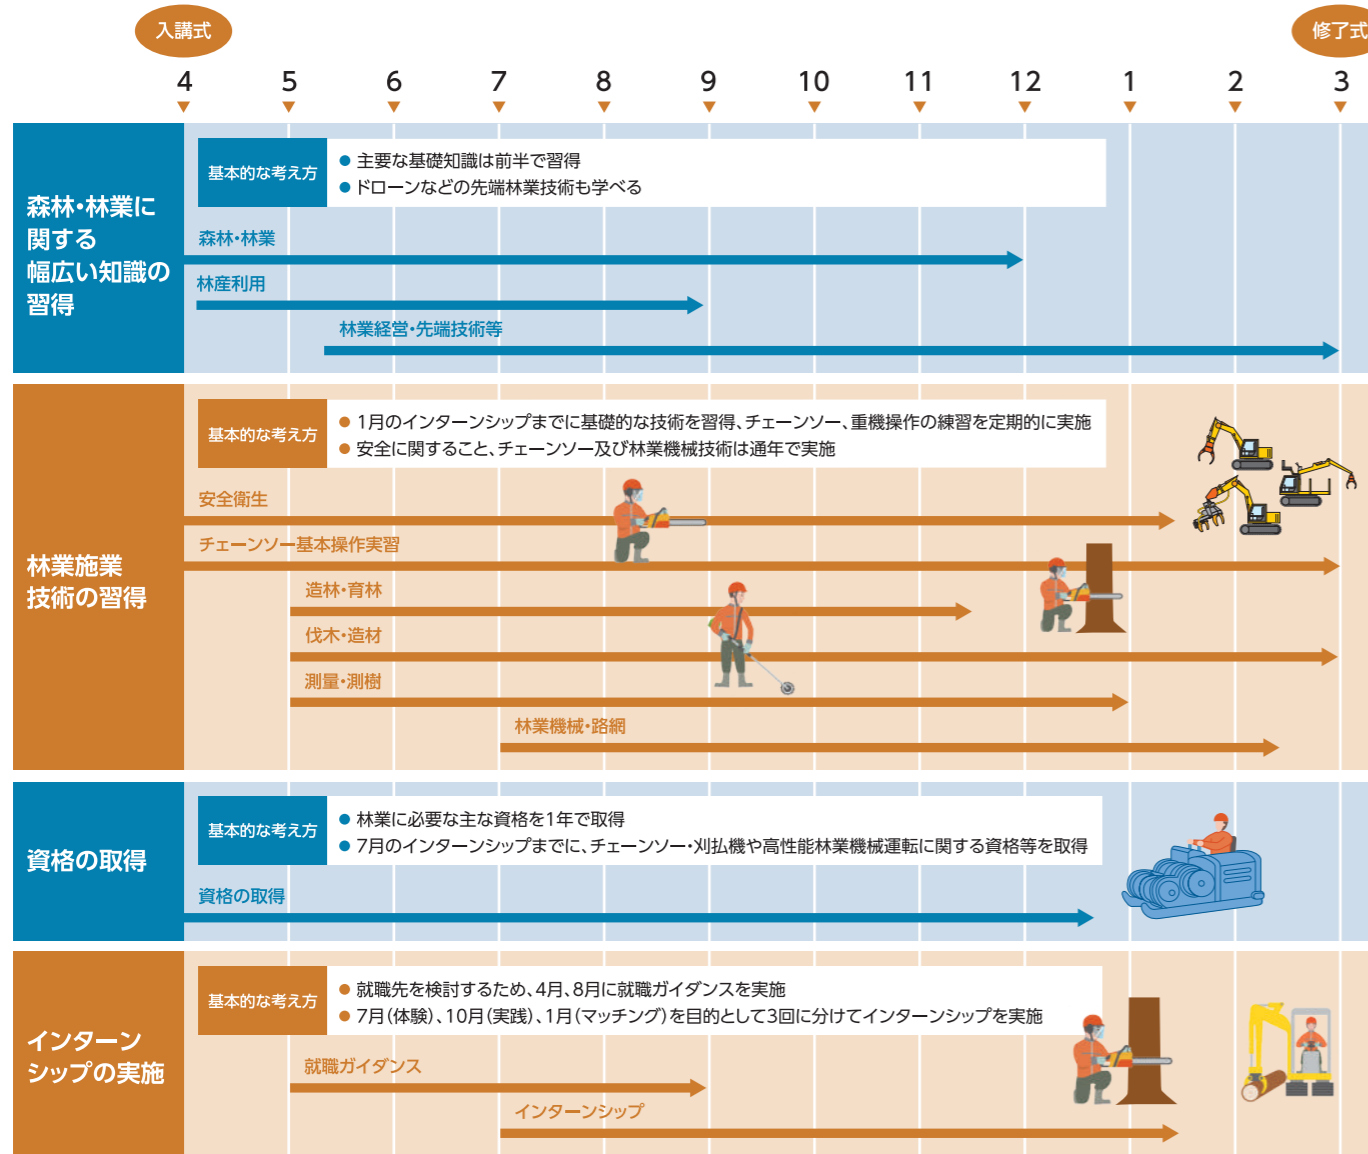 入講式
修了式
4 5 6 7 8 9 10 11 12 1 2 3
森林・林業に
関する
幅広い知識の
習得
基本的な考え方
● 主要な基礎知識は前半で習得
● ドローンなどの先端林業技術も学べる
森林・林業
林産利用
林業経営・先端技術等
林業施業
技術の習得
基本的な考え方
● 1月のインターンシップまでに基礎的な技術を習得、チェーンソー、重機操作の練習を定期的に実施
● 安全に関すること、チェーンソー及び林業機械技術は通年で実施
安全衛生
チェーンソー基本操作実習
造林・育林
伐木・造材
測量・測樹
林業機械・路網
資格の取得
基本的な考え方
● 林業に必要な主な資格を1年で取得
● 7月のインターンシップまでに、チェーンソー・刈払機や高性能林業機械運転に関する資格等を取得
資格の取得
インターン
シップの実施
基本的な考え方
● 就職先を検討するため、4月、8月に就職ガイダンスを実施
● 7月(体験)、10月(実践)、1月(マッチング)を目的として3回に分けてインターンシップを実施
就職ガイダンス
インターンシップ